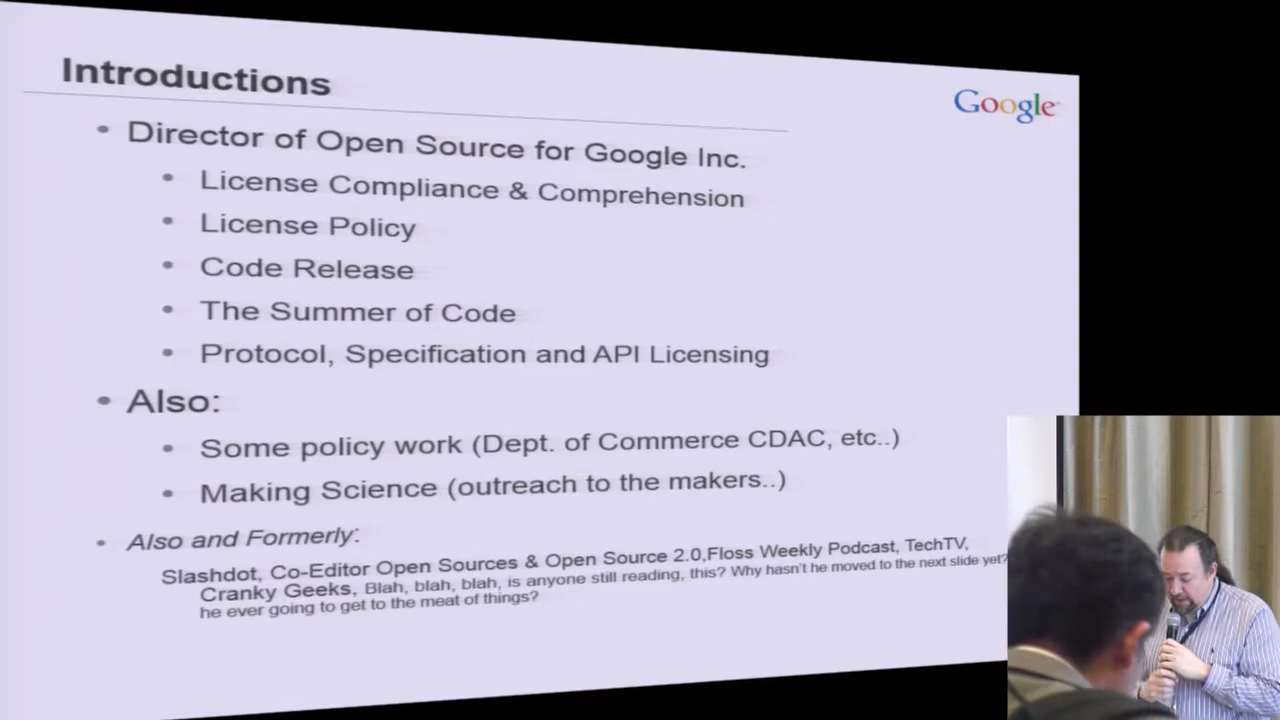 Introductions
Google
Director of Open Source for Google Inc.
License Compliance & Comprehension
License Policy
Code Release
The Summer of Code
Protocol, Specification and API Licensing
Also:
Some policy work (Dept. of Commerce CDAC, etc..)
Making Science (outreach to the makers..)
Also and Formerly:
Slashdot, Co-Editor Open Sources & Open Source 2.0,Floss Weekly Podcast, TechTV,
Cranky Geeks, Blah, blah, blah, is anyone still reading, this? Why hasn't he moved to the next slide yet?
he ever going to get to the meat of things?